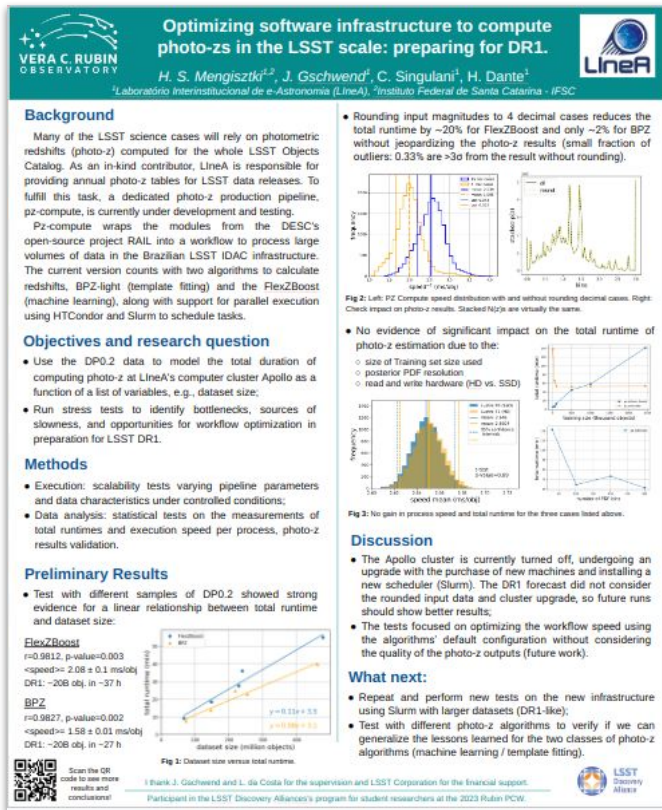 VERA C. RUBIN
OBSERVATORY
Optimizing software infrastructure to compute
photo-zs in the LSST scale: preparing for DR1.
H. S. Mengisztki1,2, J. Gschwend1, C. Singulani1, H. Dante1
1Laboratório Interinstitucional de e-Astronomia (LIneA), 2Instituto Federal de Santa Catarina - IFSC
LIneA
Background
Many of the LSST science cases will rely on photometric
redshifts (photo-z) computed for the whole LSST Objects
Catalog. As an in-kind contributor, LIneA is responsible for
providing annual photo-z tables for LSST data releases. To
fulfill this task, a dedicated photo-z production pipeline,
pz-compute, is currently under development and testing.
Pz-compute wraps the modules from the DESC's
open-source project RAIL into a workflow to process large
volumes of data in the Brazilian LSST IDAC infrastructure.
The current version counts with two algorithms to calculate
redshifts, BPZ-light (template fitting) and the FlexZBoost
(machine learning), along with support for parallel execution
using HTCondor and Slurm to schedule tasks.
Objectives and research question
● Use the DP0.2 data to model the total duration of
computing photo-z at LIneA's computer cluster Apollo as a
function of a list of variables, e.g., dataset size;
● Run stress tests to identify bottlenecks, sources of
slowness, and opportunities for workflow optimization in
preparation for LSST DR1.
Methods
● Execution: scalability tests varying pipeline parameters
and data characteristics under controlled conditions;
● Data analysis: statistical tests on the measurements of
total runtimes and execution speed per process, photo-z
results validation.
Preliminary Results
● Test with different samples of DP0.2 showed strong
evidence for a linear relationship between total runtime
and dataset size:
FlexZBoost
r=0.9812, p-value=0.003
<speed>= 2.08 ± 0.1 ms/obj
DR1: ~20B obj. in ~37 h
BPZ
r=0.9827, p-value=0.002
<speed>= 1.58 ± 0.01 ms/obj
DR1: ~20B obj. in ~27 h
FlexZBoost
BPZ
total runtime (min)
dataset size (million objects)
Fig 1: Dataset size versus total runtime.
● Rounding input magnitudes to 4 decimal cases reduces the
total runtime by ~20% for FlexZBoost and only ~2% for BPZ
without jeopardizing the photo-z results (small fraction of
outliers: 0.33% are >3σ from the result without rounding).
frequency
speed⁻¹ (ms/obj)
Fig 2: Left: PZ Compute speed distribution with and without rounding decimal cases. Right:
Check impact on photo-z results. Stacked N(z)s are virtually the same.
● No evidence of significant impact on the total runtime of
photo-z estimation due to the:
○ size of Training set size used
○ posterior PDF resolution
○ read and write hardware (HD vs. SSD)
frequency
speed mean (ms/obj)
Fig 3: No gain in process speed and total runtime for the three cases listed above.
Discussion
● The Apollo cluster is currently turned off, undergoing an
upgrade with the purchase of new machines and installing a
new scheduler (Slurm). The DR1 forecast did not consider
the rounded input data and cluster upgrade, so future runs
should show better results;
● The tests focused on optimizing the workflow speed using
the algorithms' default configuration without considering
the quality of the photo-z outputs (future work).
What next:
● Repeat and perform new tests on the new infrastructure
using Slurm with larger datasets (DR1-like);
● Test with different photo-z algorithms to verify if we can
generalize the lessons learned for the two classes of photo-z
algorithms (machine learning / template fitting).
Scan the QR
code to see more
results and
conclusions!
I thank J. Gschwend and L. da Costa for the supervision and LSST Corporation for the financial support.
Participation in the LSST Discovery Alliances's program for student researchers at the 2023 Rubin PCW.
LSST
Discovery
Alliance